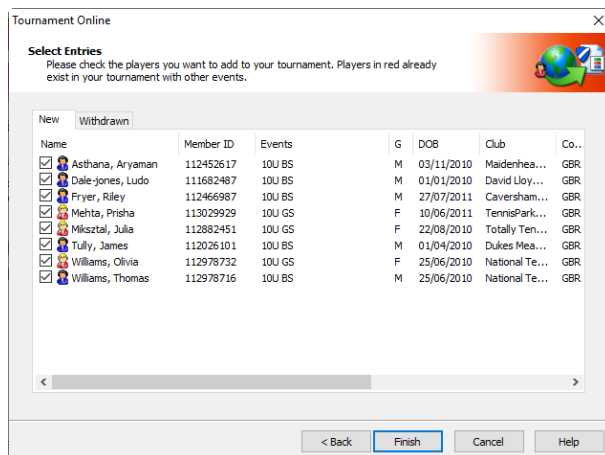 Tournament Online
Select Entries
Please check the players you want to add to your tournament. Players in red already
exist in your tournament with other events.
New Withdrawn
Name Member ID Events G DOB Club Co...
Asthana, Aryaman 112452617 10U BS M 03/11/2010 Maidenhea... GBR
Dale-jones, Ludo 111682487 10U BS M 01/01/2010 David Lloy... GBR
Fryer, Riley 112466987 10U BS M 27/07/2011 Caversham... GBR
Mehta, Prisha 113029929 10U GS F 10/06/2011 TennisPark... GBR
Miksztal, Julia 112882451 10U GS F 22/08/2010 Totally Ten... GBR
Tully, James 112026101 10U BS M 01/04/2010 Dukes Mea... GBR
Williams, Olivia 112978732 10U GS F 25/06/2010 National Te... GBR
Williams, Thomas 112978716 10U BS M 25/06/2010 National Te... GBR
< Back Finish Cancel Help